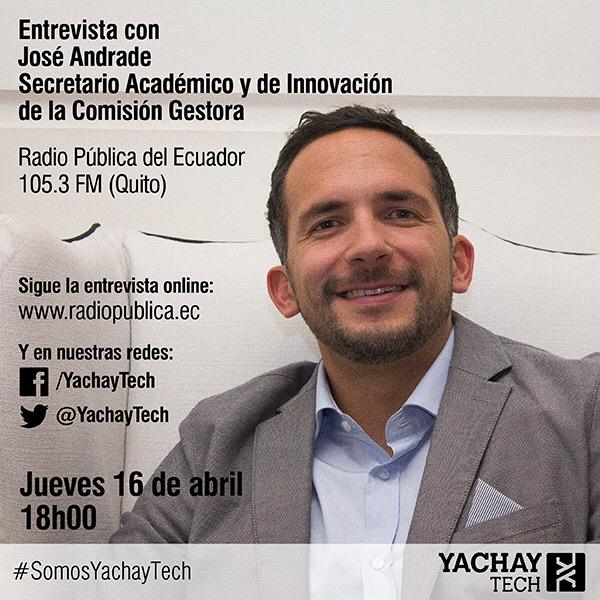 Entrevista con
José Andrade
Secretario Académico y de Innovación
de la Comisión Gestora
Radio Pública del Ecuador
105.3 FM (Quito)
Sigue la entrevista online:
www.radiopublica.ec
Y en nuestras redes:
/YachayTech
@YachayTech
Jueves 16 de abril
18h00
#SomosYachayTech
YACHAY
TECH